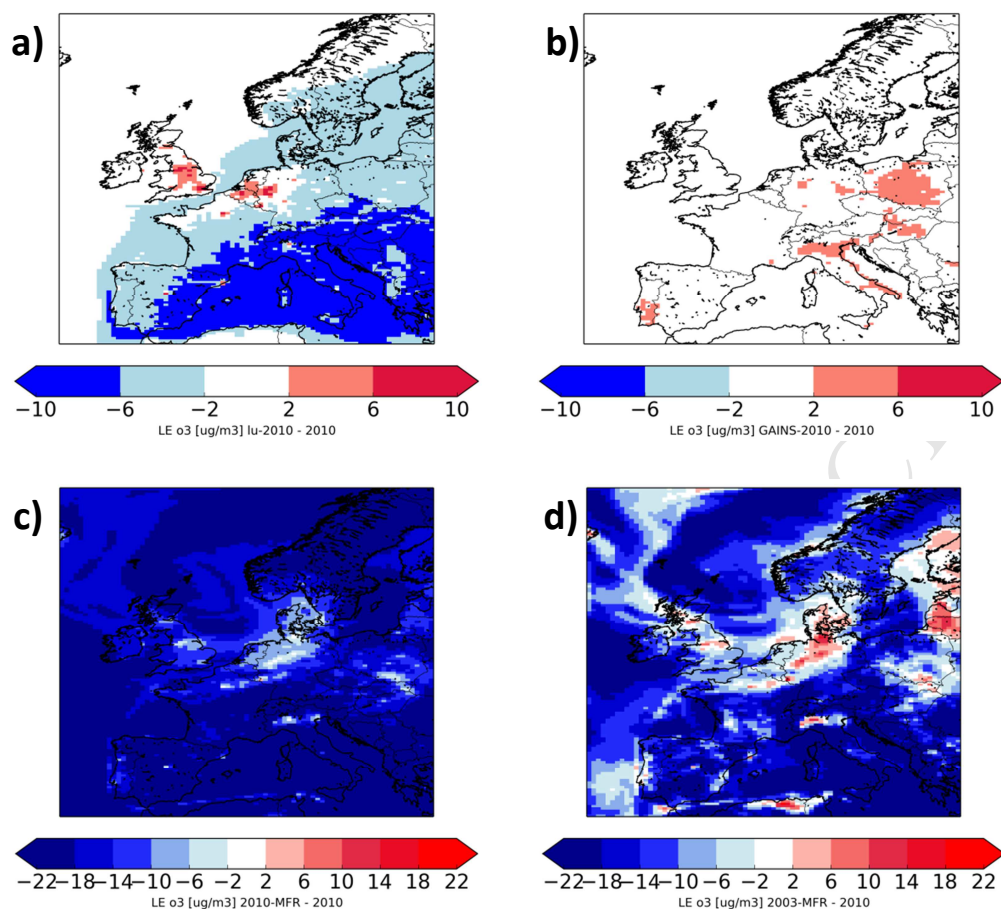 a)
b)
−10 −6 −2 2 6 10
LE o3 [ug/m3] lu-2010 - 2010
−10 −6 −2 2 6 10
LE o3 [ug/m3] GAINS-2010 - 2010
c)
d)
−22 −18 −14 −10 −6 −2 2 6 10 14 18 22
LE o3 [ug/m3] 2010-MFR - 2010
−22 −18 −14 −10 −6 −2 2 6 10 14 18 22
LE o3 [ug/m3] 2003-MFR - 2010